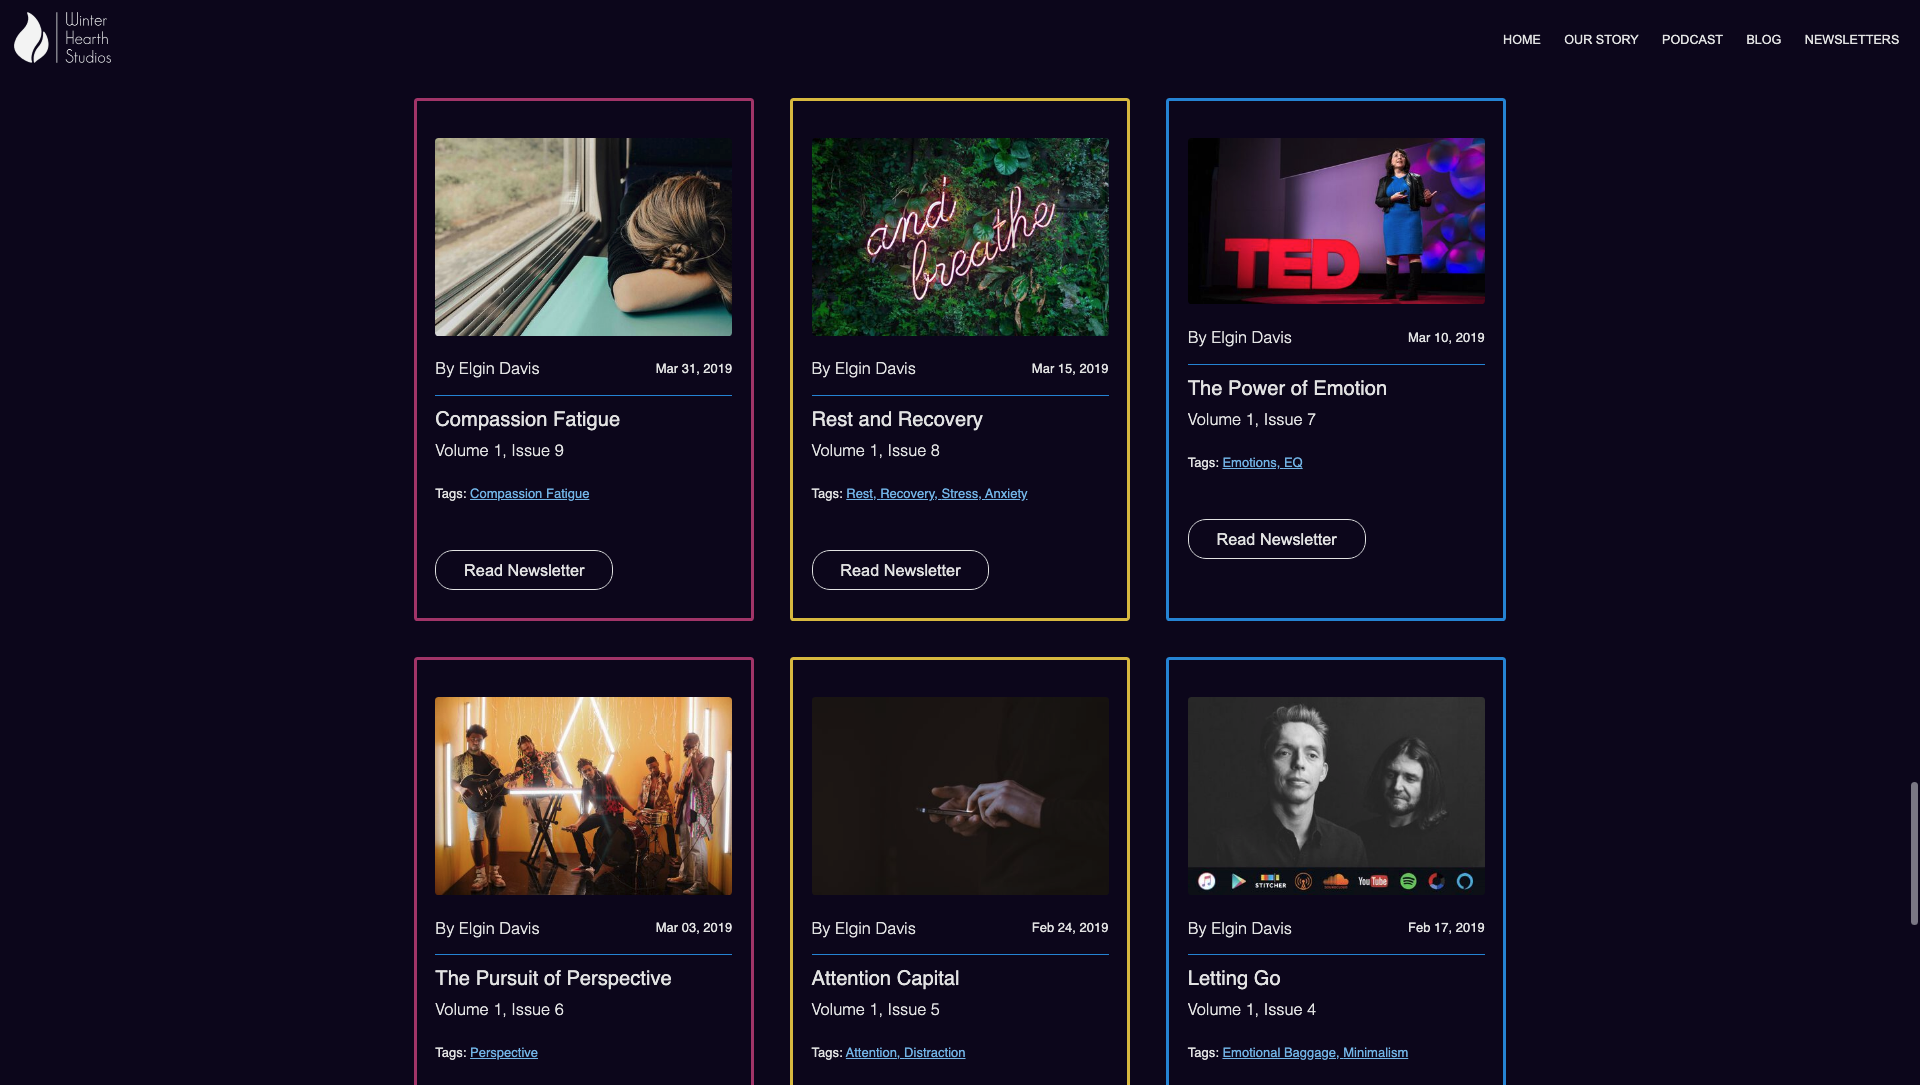 Winter
Hearth
Studios
HOME OUR STORY PODCAST BLOG NEWSLETTERS
and
breathe
TED
By Elgin Davis Mar 31, 2019
Compassion Fatigue
Volume 1, Issue 9
Tags: Compassion Fatigue
Read Newsletter
By Elgin Davis Mar 15, 2019
Rest and Recovery
Volume 1, Issue 8
Tags: Rest, Recovery, Stress, Anxiety
Read Newsletter
By Elgin Davis Mar 10, 2019
The Power of Emotion
Volume 1, Issue 7
Tags: Emotions, EQ
Read Newsletter
By Elgin Davis Mar 03, 2019
The Pursuit of Perspective
Volume 1, Issue 6
Tags: Perspective
By Elgin Davis Feb 24, 2019
Attention Capital
Volume 1, Issue 5
Tags: Attention, Distraction
STITCHER YouTube
By Elgin Davis Feb 17, 2019
Letting Go
Volume 1, Issue 4
Tags: Emotional Baggage, Minimalism